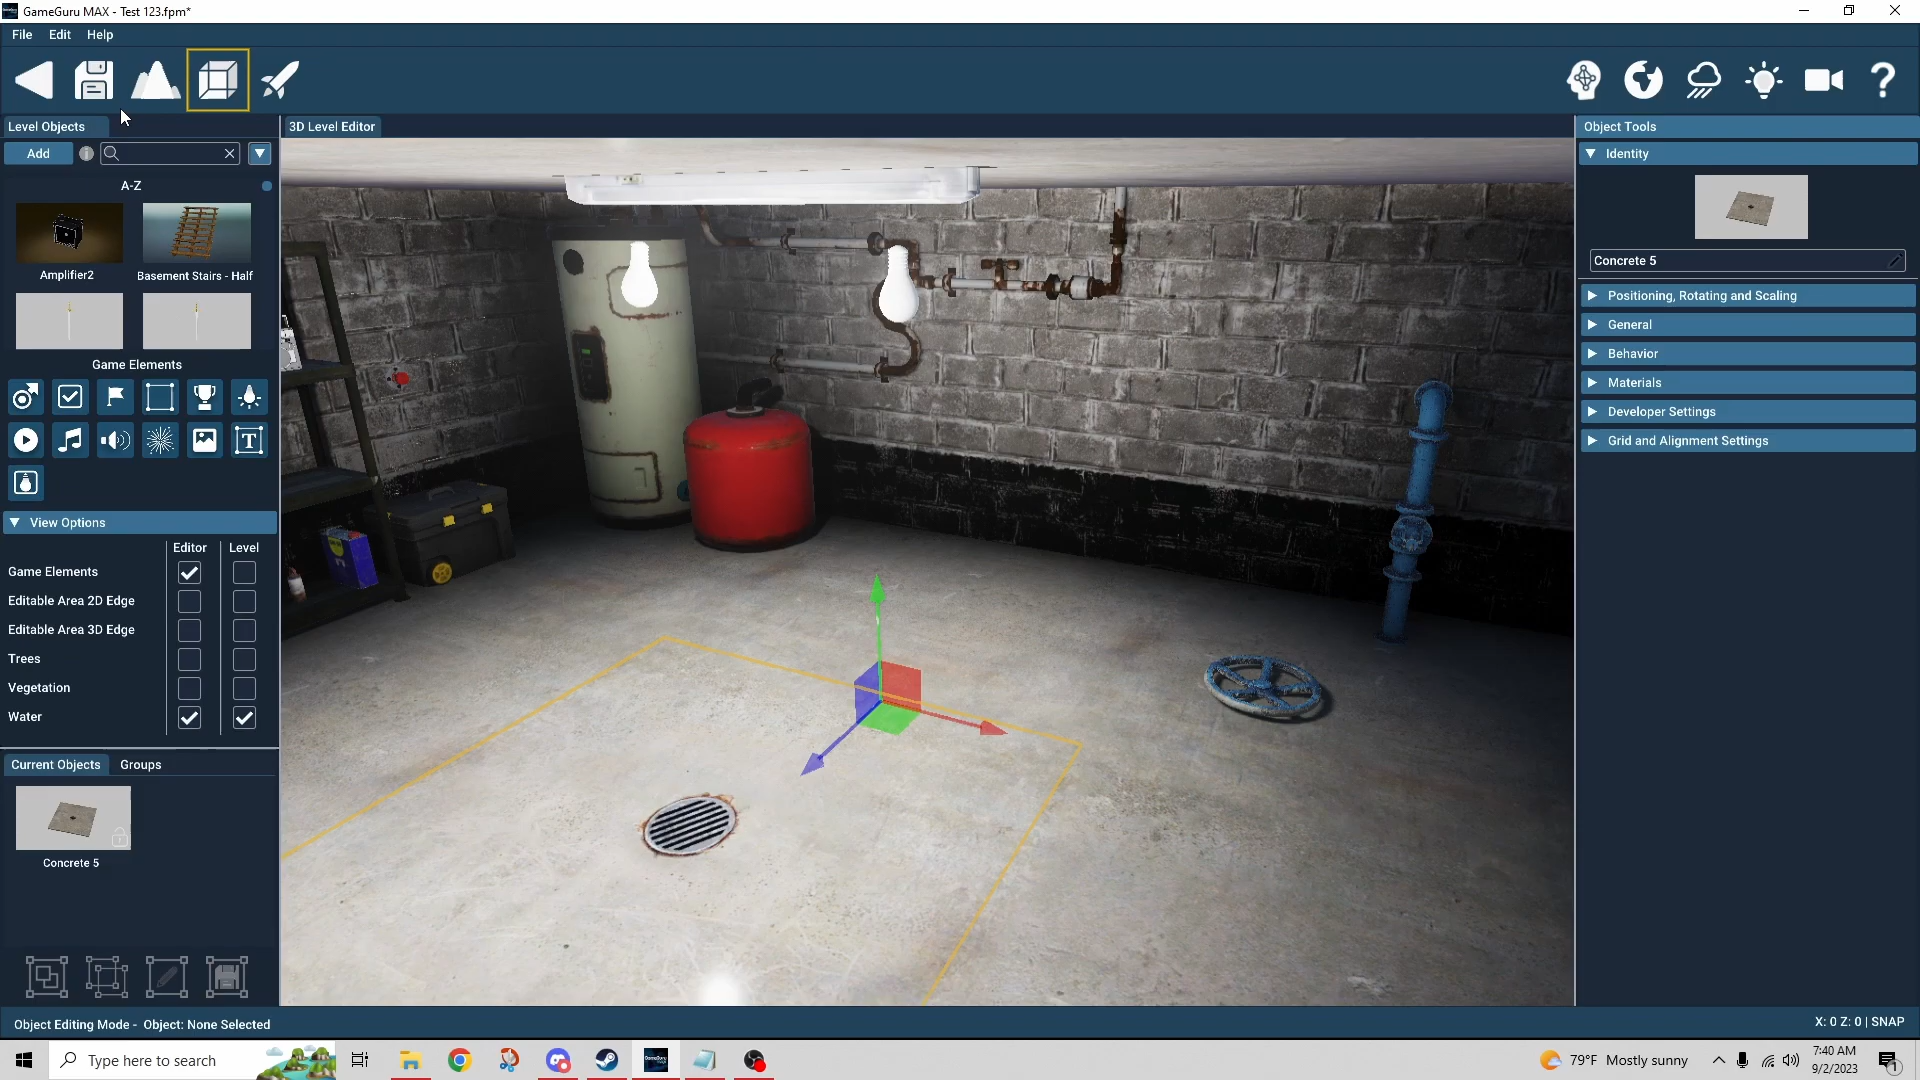 GameGuru MAX - Test 123.fpm*
File Edit Help
Level Objects
3D Level Editor
Object Tools
Add
A-Z
Amplifier2
Basement Stairs - Half
Game Elements
View Options
Editor Level
Game Elements
Editable Area 2D Edge
Editable Area 3D Edge
Trees
Vegetation
Water
Current Objects Groups
Concrete 5
Identity
Concrete 5
Positioning, Rotating and Scaling
General
Behavior
Materials
Developer Settings
Grid and Alignment Settings
Object Editing Mode - Object: None Selected
X: 0 Z: 0 | SNAP
Type here to search
79°F Mostly sunny
7:40 AM
9/2/2023
1